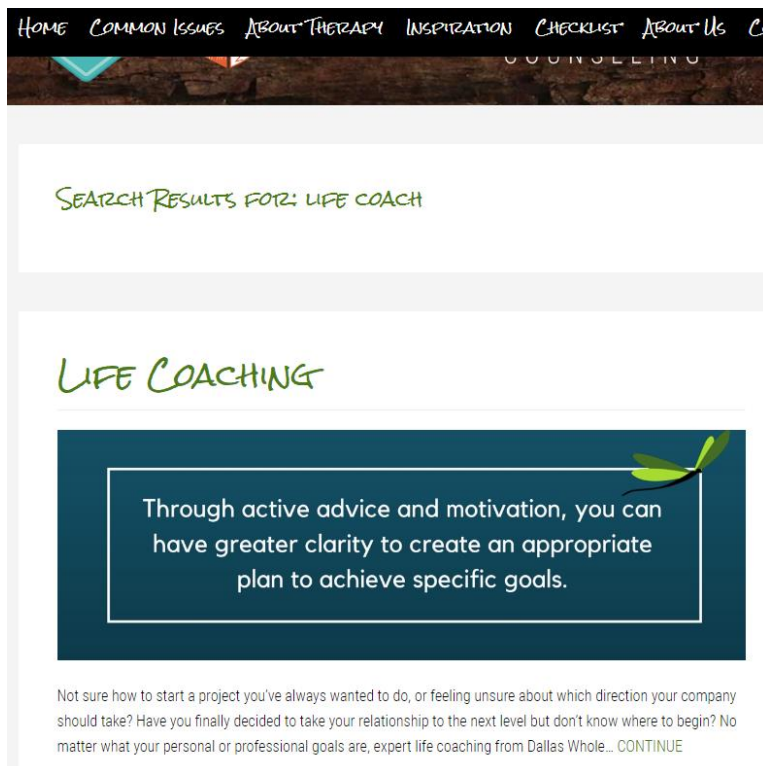 Home Common Issues About Therapy Inspiration Checklist About Us
COUNSELING
Search Results for: life coach
Life Coaching
Through active advice and motivation, you can
have greater clarity to create an appropriate
plan to achieve specific goals.
Not sure how to start a project you've always wanted to do, or feeling unsure about which direction your company
should take? Have you finally decided to take your relationship to the next level but don't know where to begin? No
matter what your personal or professional goals are, expert life coaching from Dallas Whole... CONTINUE